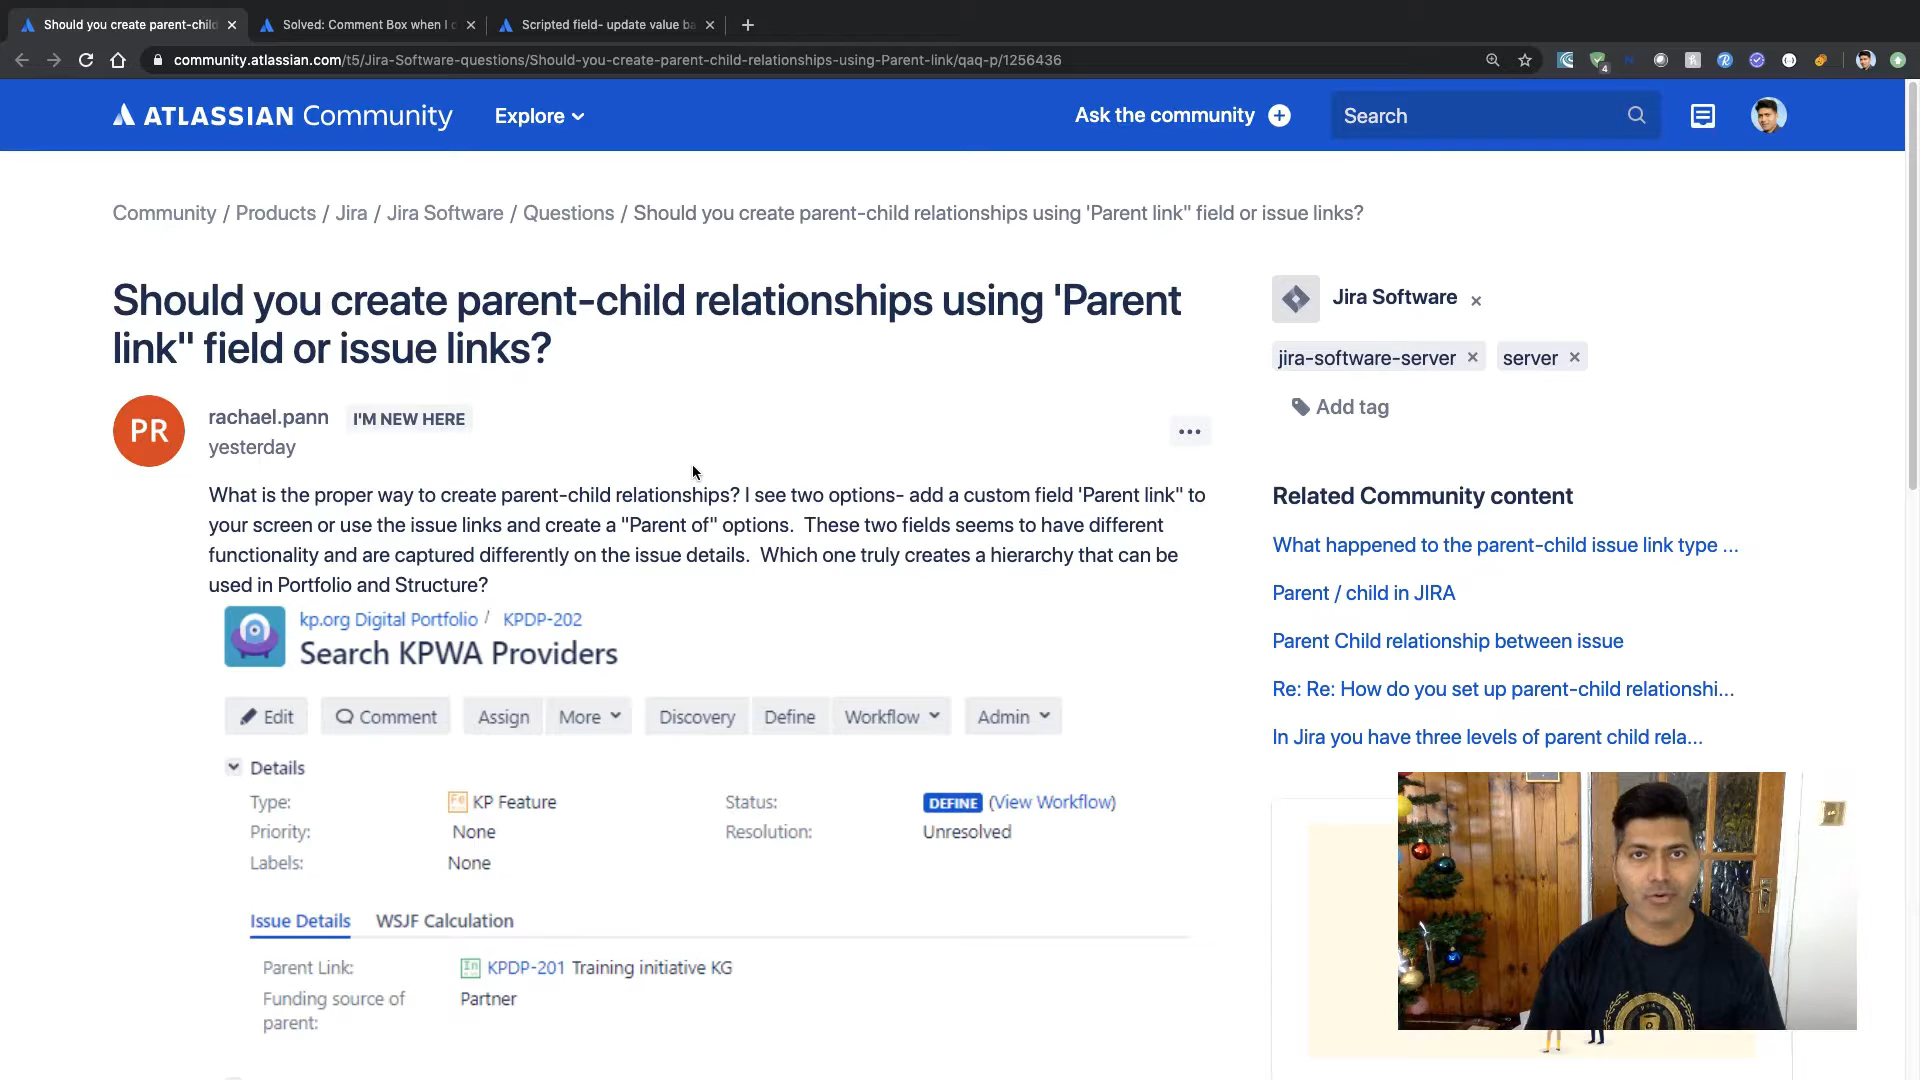 Should you create parent-child
Solved: Comment Box when I c
Scripted field- update value ba
community.atlassian.com/t5/Jira-Software-questions/Should-you-create-parent-child-relationships-using-Parent-link/qaq-p/1256436
ATLASSIAN Community
Explore
Ask the community
Search
Community / Products / Jira / Jira Software / Questions / Should you create parent-child relationships using 'Parent link" field or issue links?
Should you create parent-child relationships using 'Parent
link" field or issue links?
Jira Software
jira-software-server
server
Add tag
PR
rachael.pann
I'M NEW HERE
yesterday
What is the proper way to create parent-child relationships? I see two options- add a custom field 'Parent link" to
your screen or use the issue links and create a "Parent of" options. These two fields seems to have different
functionality and are captured differently on the issue details. Which one truly creates a hierarchy that can be
used in Portfolio and Structure?
Related Community content
What happened to the parent-child issue link type ...
Parent / child in JIRA
Parent Child relationship between issue
Re: Re: How do you set up parent-child relationshi...
In Jira you have three levels of parent child rela...
kp.org Digital Portfolio / KPDP-202
Search KPWA Providers
Edit
Comment
Assign
More
Discovery
Define
Workflow
Admin
Details
Type: KP Feature
Status: DEFINE (View Workflow)
Priority: None
Resolution: Unresolved
Labels: None
Issue Details
WSJF Calculation
Parent Link: KPDP-201 Training initiative KG
Funding source of Partner
parent: